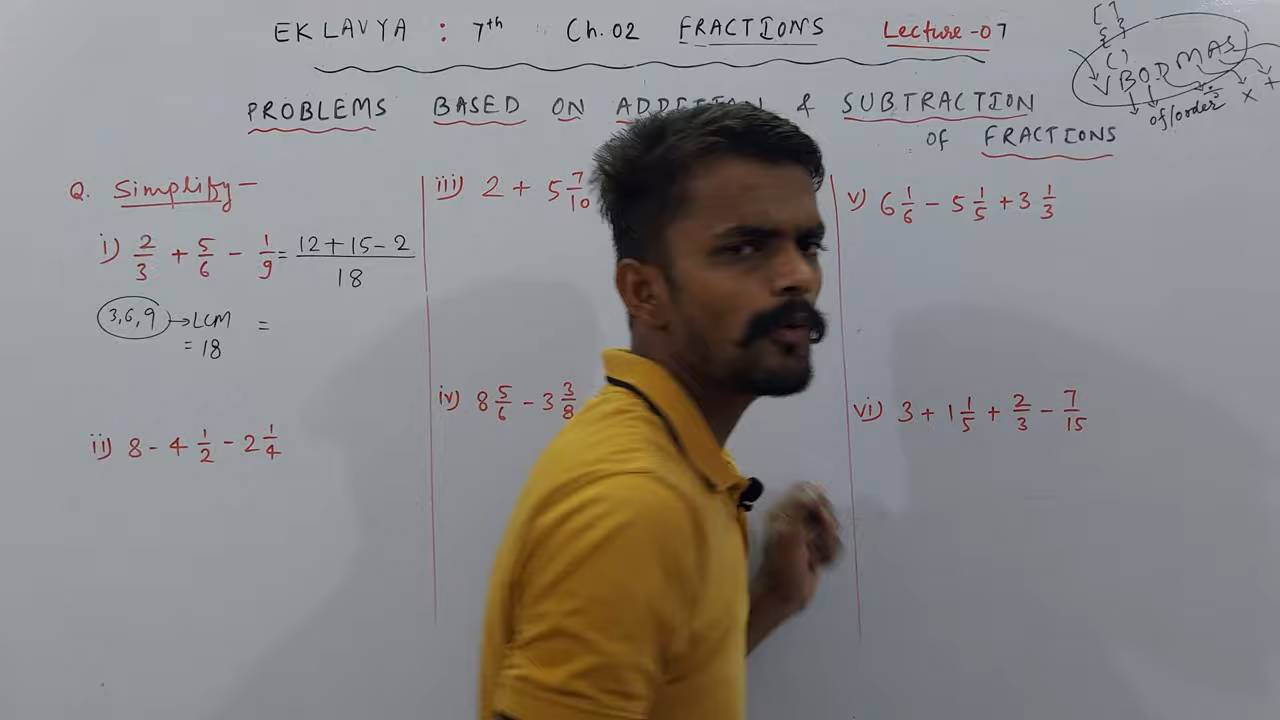 EKLAVYA : 7th Ch. 02 FRACTIONS Lecture-07
[ ]
{ }
( )
VBODMAS
of/order ÷ × +
PROBLEMS BASED ON & SUBTRACTION
OF FRACTIONS
Q. Simplify-
i) 2/3 + 5/6 - 1/9 = 12+15-2/18
3,6,9 → LCM =
= 18
ii) 8 - 4 1/2 - 2 1/4
iii) 2 + 5 7/10
iv) 8 5/6 - 3 3/8
v) 6 1/6 - 5 1/5 + 3 1/3
vi) 3 + 1 1/5 + 2/3 - 7/15